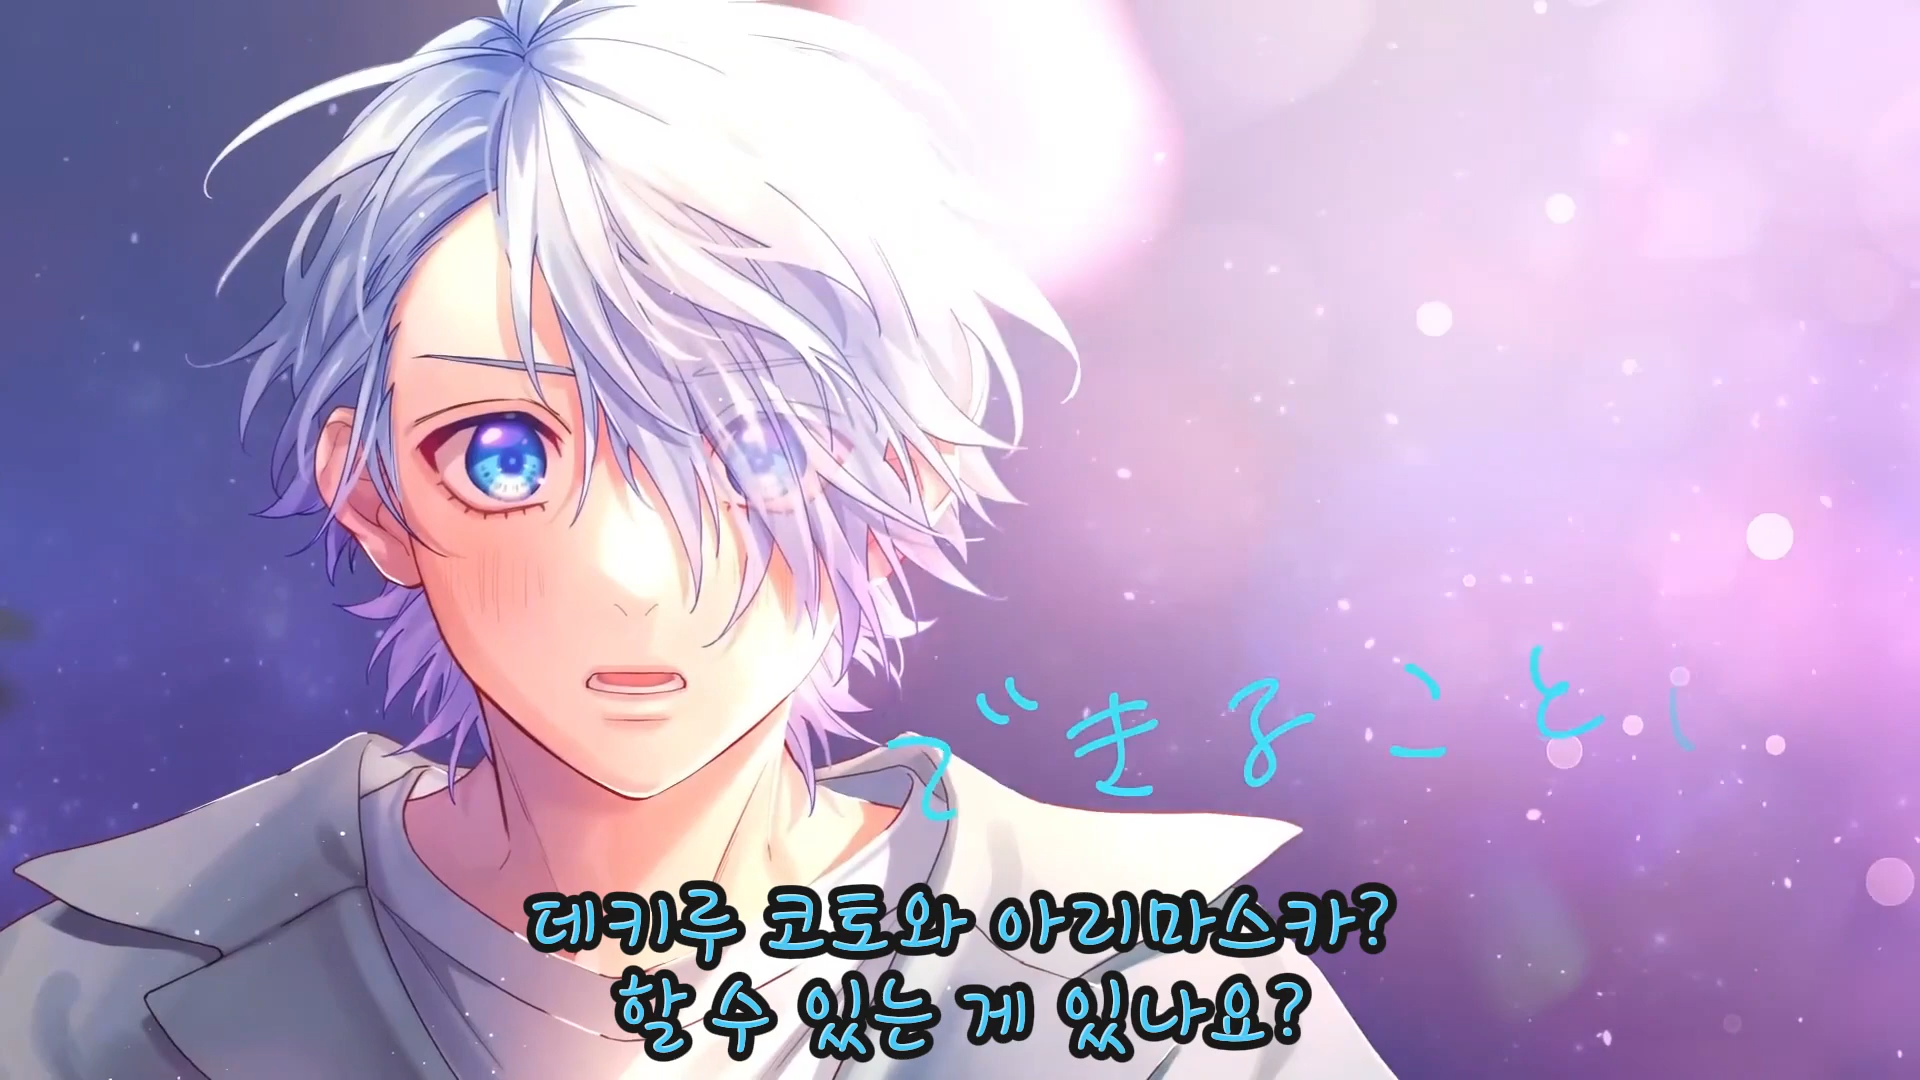 できること
데키루 코토와 아리마스카?
할 수 있는 게 있나요?